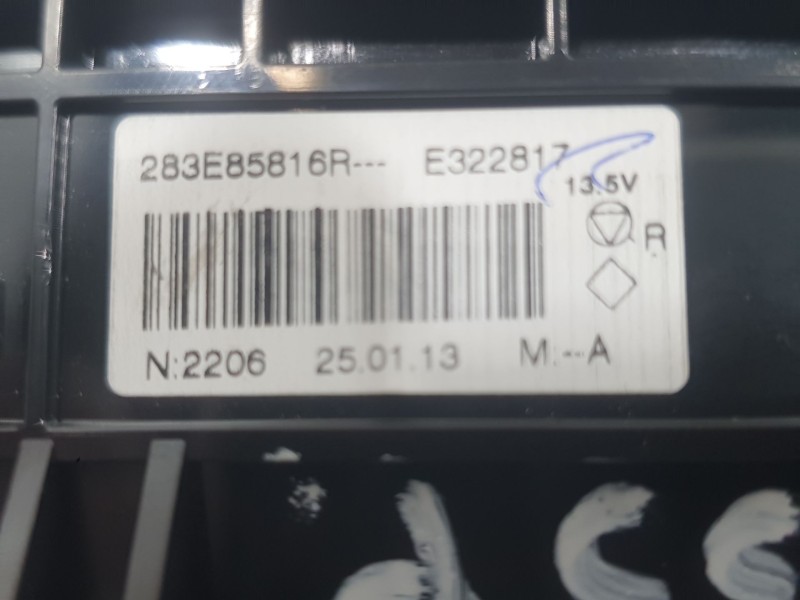 283E85816R--- E322817
13.5V
R
N:2206 25.01.13 M.--A